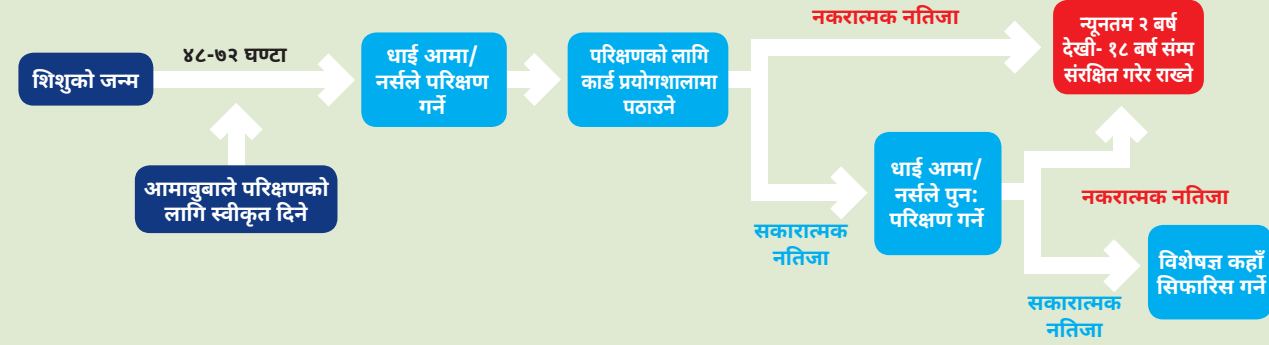 शिशुको जन्म
४८-७२ घण्टा
आमाबुबाले परिक्षणको
लागि स्वीकृत दिने
धाई आमा/
नर्सले परिक्षण
गर्ने
परिक्षणको लागि
कार्ड प्रयोगशालामा
पठाउने
नकरात्मक नतिजा
न्यूनतम २ बर्ष
देखी- १८ बर्ष संम्म
संरक्षित गरेर राख्ने
सकारात्मक
नतिजा
धाई आमा/
नर्सले पुन:
परिक्षण गर्ने
नकरात्मक नतिजा
सकारात्मक
नतिजा
विशेषज्ञ कहाँ
सिफारिस गर्ने